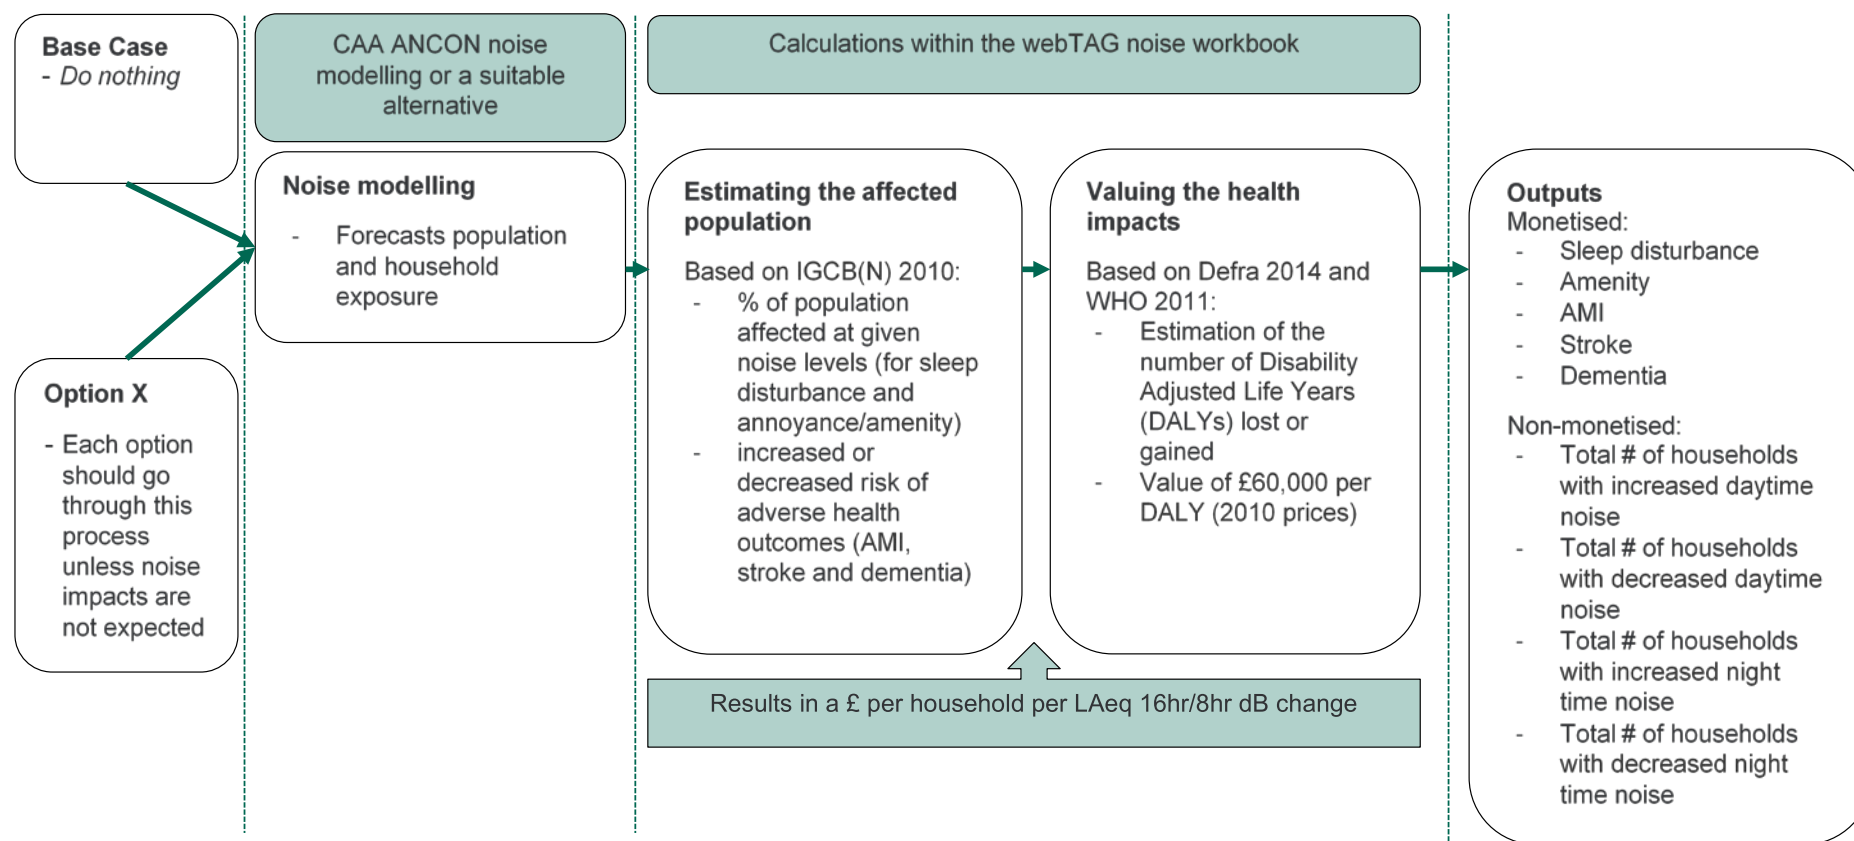 Base Case
- Do nothing
Option X
- Each option
should go
through this
process
unless noise
impacts are
not expected
CAA ANCON noise
modelling or a suitable
alternative
Noise modelling
- Forecasts population
and household
exposure
Calculations within the webTAG noise workbook
Estimating the affected
population
Based on IGCB(N) 2010:
- % of population
affected at given
noise levels (for sleep
disturbance and
annoyance/amenity)
- increased or
decreased risk of
adverse health
outcomes (AMI,
stroke and dementia)
Valuing the health
impacts
Based on Defra 2014 and
WHO 2011:
- Estimation of the
number of Disability
Adjusted Life Years
(DALYs) lost or
gained
- Value of £60,000 per
DALY (2010 prices)
Results in a £ per household per LAeq 16hr/8hr dB change
Outputs
Monetised:
- Sleep disturbance
- Amenity
- AMI
- Stroke
- Dementia
Non-monetised:
- Total # of households
with increased daytime
noise
- Total # of households
with decreased daytime
noise
- Total # of households
with increased night
time noise
- Total # of households
with decreased night
time noise